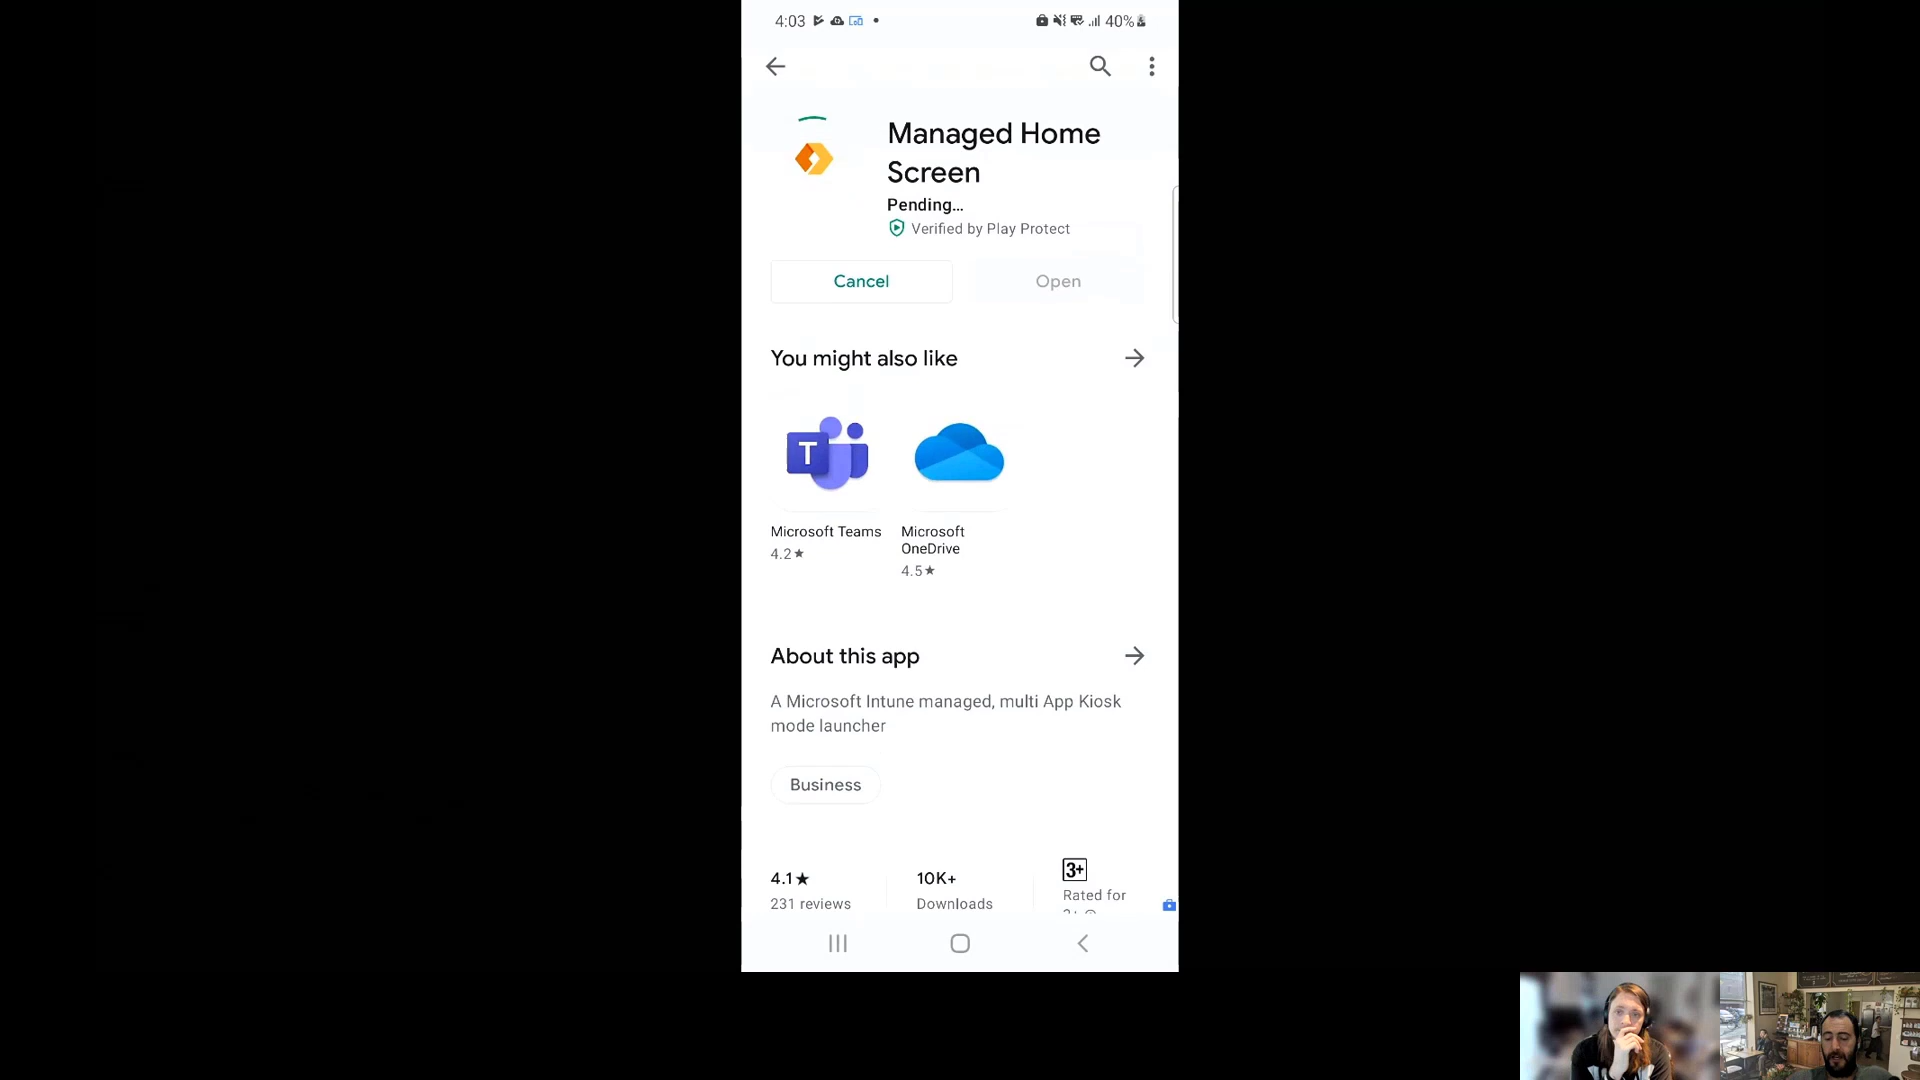 4:03
40%
Managed Home
Screen
Pending...
Verified by Play Protect
Cancel
Open
You might also like
T
Microsoft Teams
4.2★
Microsoft
OneDrive
4.5★
About this app
A Microsoft Intune managed, multi App Kiosk
mode launcher
Business
4.1★
231 reviews
10K+
Downloads
3+
Rated for